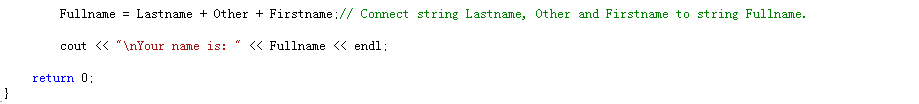 Fullname = Lastname + Other + Firstname;// Connect string Lastname, Other and Firstname to string Fullname.
cout << "\nYour name is: " << Fullname << endl;
return 0;
}